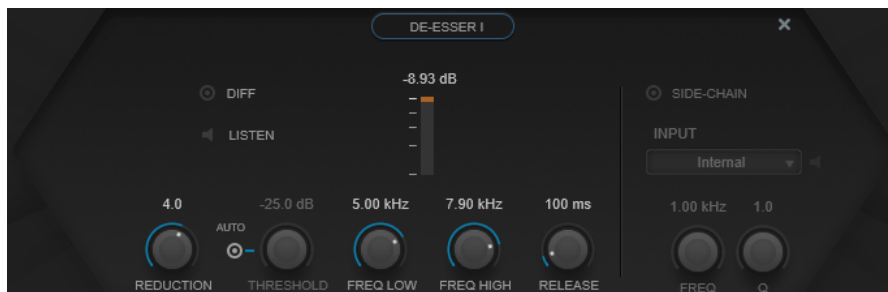 DE-ESSER I
×
-8.93 dB
DIFF
SIDE-CHAIN
LISTEN
INPUT
Internal
4.0 -25.0 dB 5.00 kHz 7.90 kHz 100 ms 1.00 kHz 1.0
AUTO
REDUCTION THRESHOLD FREQ LOW FREQ HIGH RELEASE FREQ Q